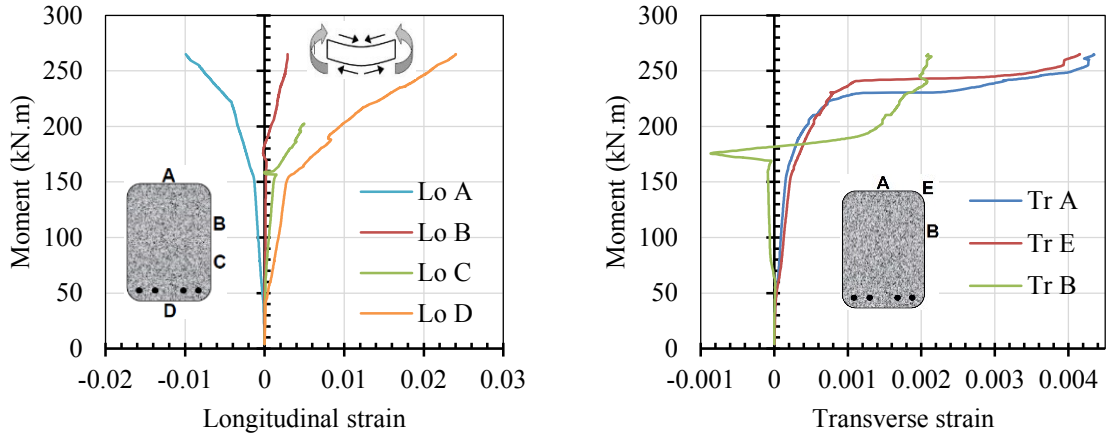 300
250
200
150
100
50
0
Moment (kN.m)
-0.02 -0.01 0 0.01 0.02 0.03
Longitudinal strain
A
B
C
D
Lo A
Lo B
Lo C
Lo D
300
250
200
150
100
50
0
Moment (kN.m)
-0.001 0 0.001 0.002 0.003 0.004
Transverse strain
A E
B
Tr A
Tr E
Tr B